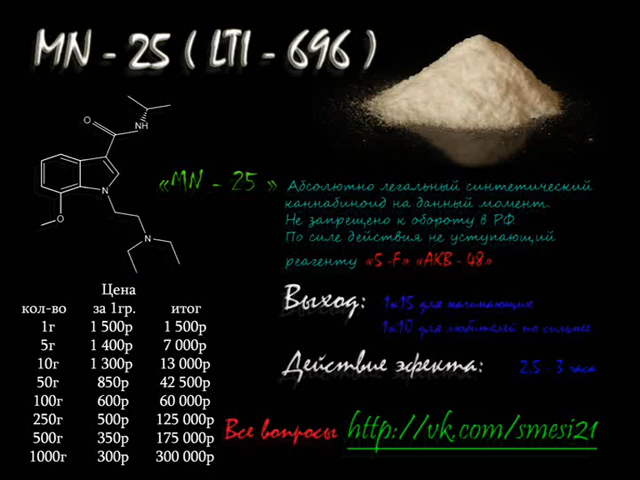 MN - 25 ( LTI - 696 )
O
NH
N
O
N
«MN - 25 » Абсолютно легальный синтетический
каннабиноид на данный момент.
Не запрещено к обороту в РФ.
По силе действия не уступающий
реагенту «5 -F» «AKB - 48»
Выход: 1к15 для начинающие
1к10 для любителей по сильнее
Действие эфекта: 2,5 - 3 часа
Цена
кол-во за 1гр. итог
1г 1 500р 1 500р
5г 1 400р 7 000р
10г 1 300р 13 000р
50г 850р 42 500р
100г 600р 60 000р
250г 500р 125 000р
500г 350р 175 000р
1000г 300р 300 000р
Все вопросы http://vk.com/smesi21